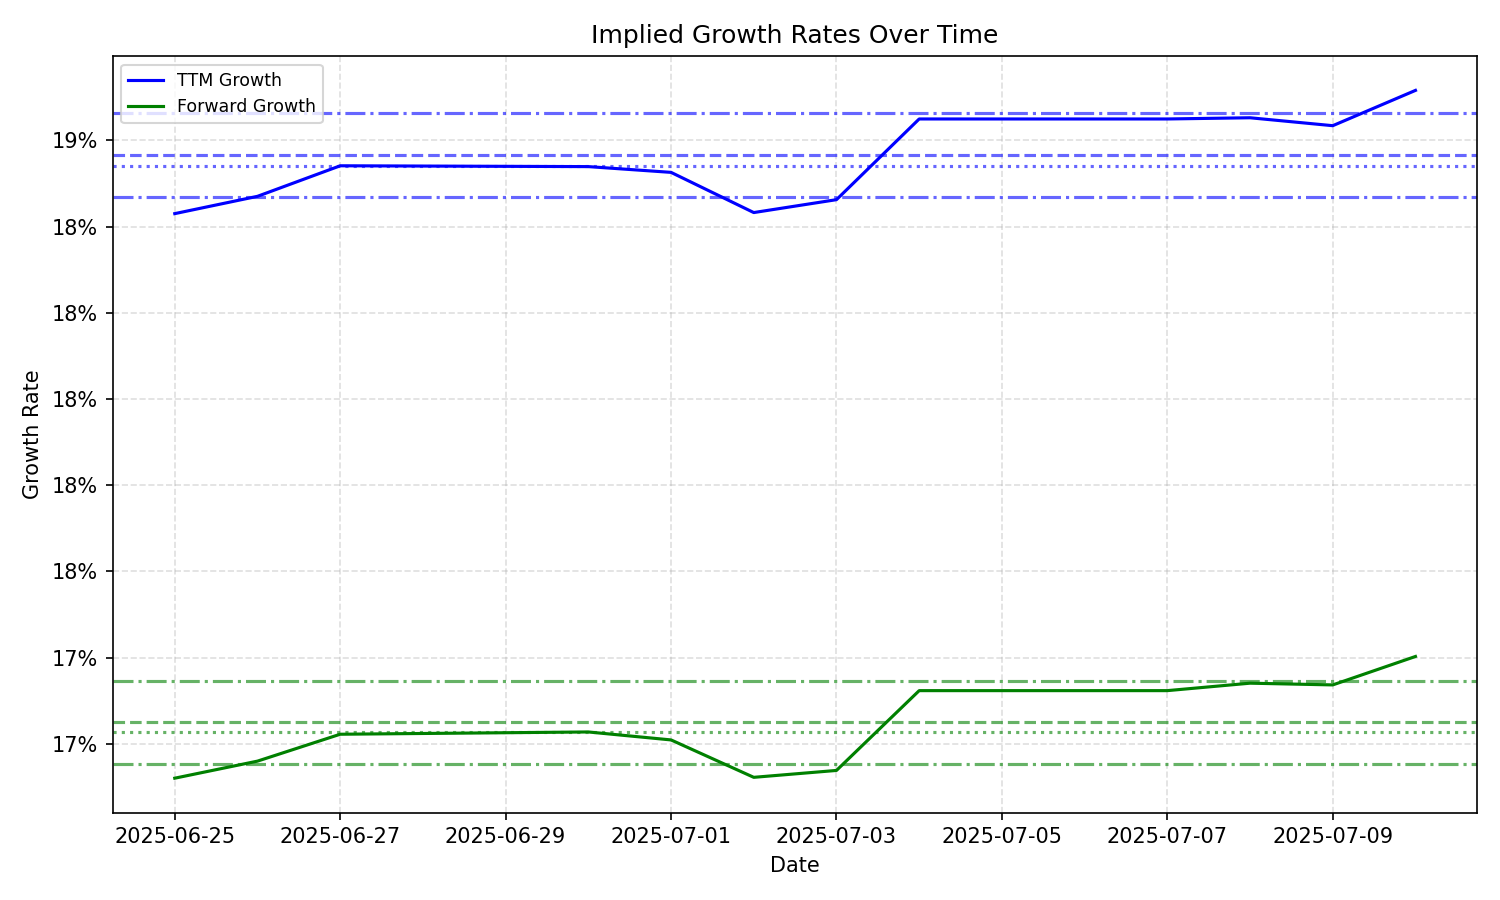 Implied Growth Rates Over Time
TTM Growth
Forward Growth
19%
18%
18%
18%
18%
18%
17%
17%
Growth Rate
2025-06-25 2025-06-27 2025-06-29 2025-07-01 2025-07-03 2025-07-05 2025-07-07 2025-07-09
Date